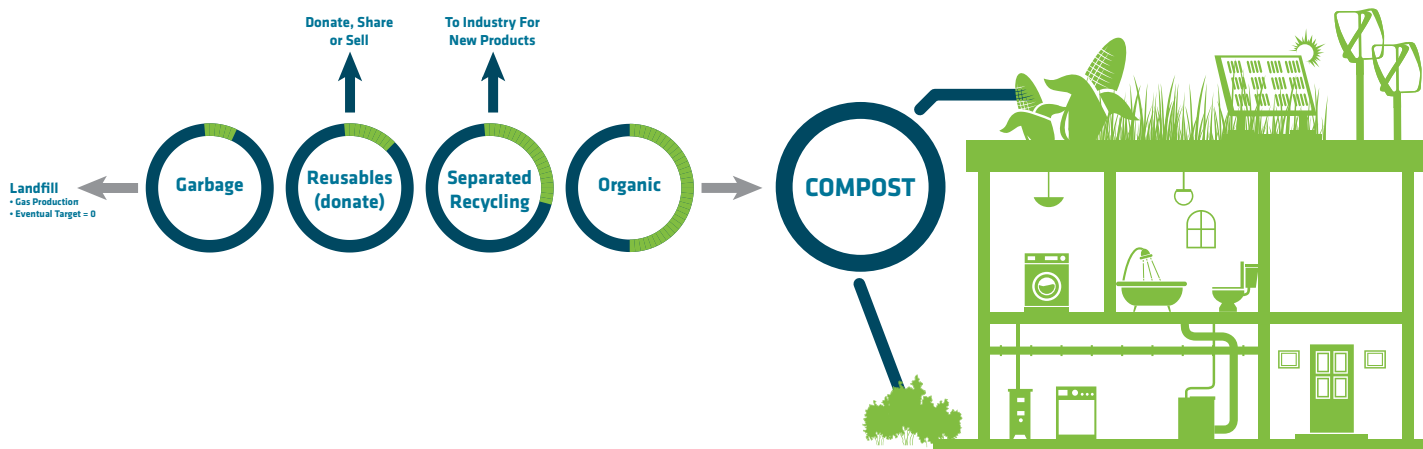 Donate, Share
or Sell
To Industry For
New Products
Landfill
• Gas Production
• Eventual Target = 0
Garbage
Reusables
(donate)
Separated
Recycling
Organic
COMPOST